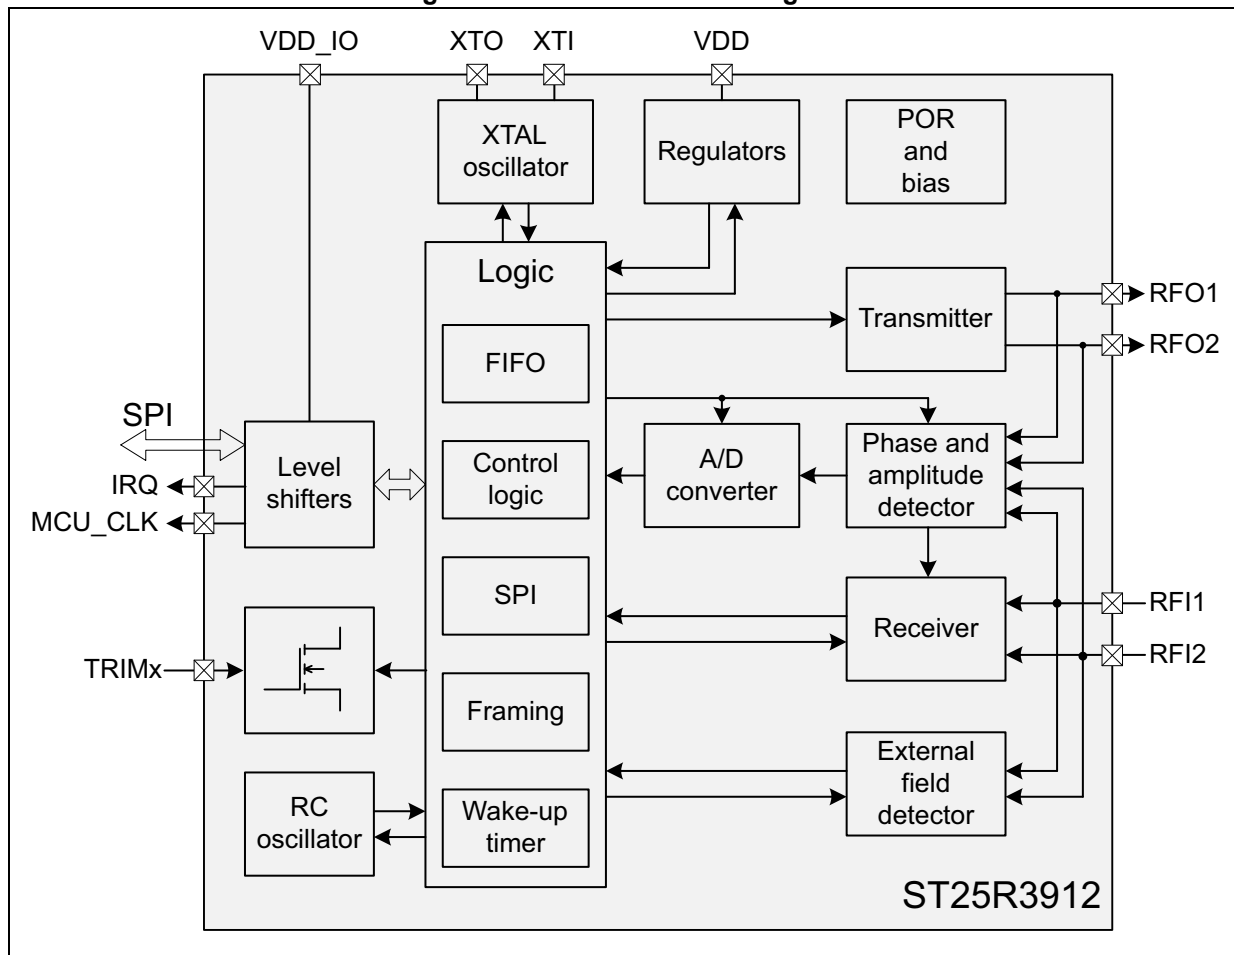 VDD_IO
XTO
XTI
VDD
XTAL
oscillator
Regulators
POR
and
bias
Logic
FIFO
Control
logic
SPI
Framing
Wake-up
timer
Transmitter
RFO1
RFO2
A/D
converter
Phase and
amplitude
detector
SPI
IRQ
MCU_CLK
Level
shifters
TRIMx
RC
oscillator
Receiver
RFI1
RFI2
External
field
detector
ST25R3912